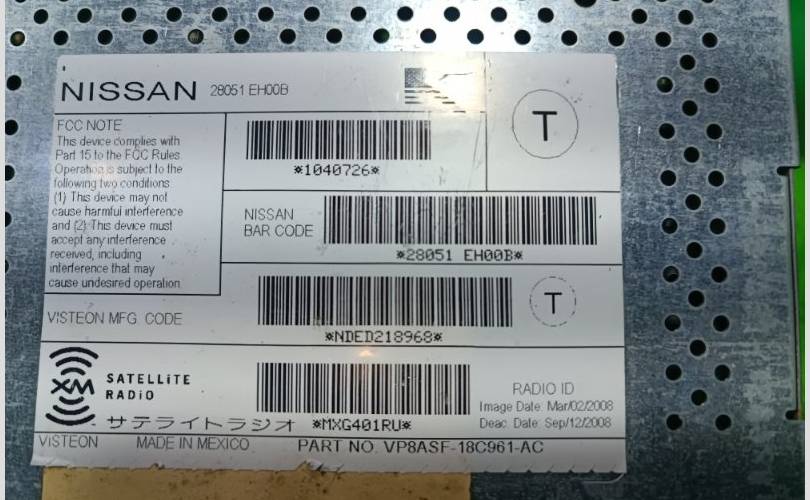 NISSAN 28051 EH00B
FCC NOTE
This device complies with
Part 15 to the FCC Rules
Operation is subject to the
following two conditions
(1) This device may not
cause harmful interference
and (2) This device must
accept any interference
received, including
interference that may
cause undesired operation
*1040726*
T
NISSAN
BAR CODE
*28051 EH00B*
VISTEON MFG. CODE
*NDED218968*
T
XM SATELLITE
RADIO
サテライトラジオ
*MXG401RU*
RADIO ID
Image Date: Mar/02/2008
Deac. Date: Sep/12/2008
VISTEON MADE IN MEXICO PART NO. VP8ASF-18C961-AC